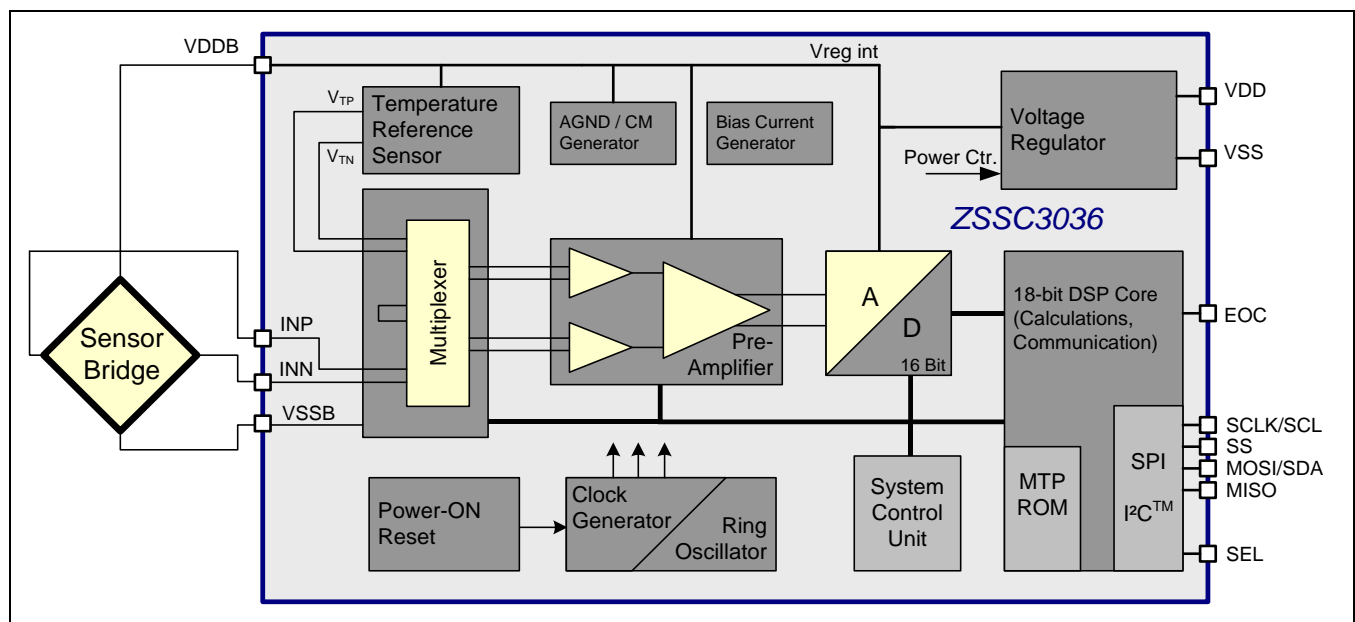 VDDB
Vreg int
VTP
VTN
Temperature
Reference
Sensor
AGND / CM
Generator
Bias Current
Generator
Voltage
Regulator
Power Ctr.
VDD
VSS
ZSSC3036
Multiplexer
Pre-
Amplifier
A
D
16 Bit
18-bit DSP Core
(Calculations,
Communication)
EOC
Sensor
Bridge
INP
INN
VSSB
Power-ON
Reset
Clock
Generator
Ring
Oscillator
System
Control
Unit
MTP
ROM
SPI
I²C™
SCLK/SCL
SS
MOSI/SDA
MISO
SEL